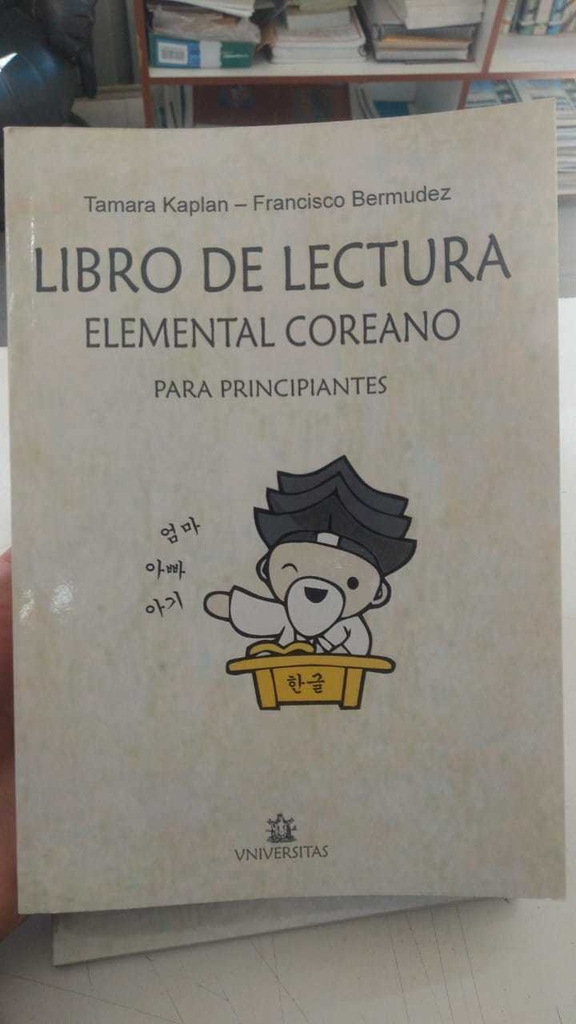 Tamara Kaplan – Francisco Bermudez
LIBRO DE LECTURA
ELEMENTAL COREANO
PARA PRINCIPIANTES
엄마
아빠
아기
한글
VNIVERSITAS